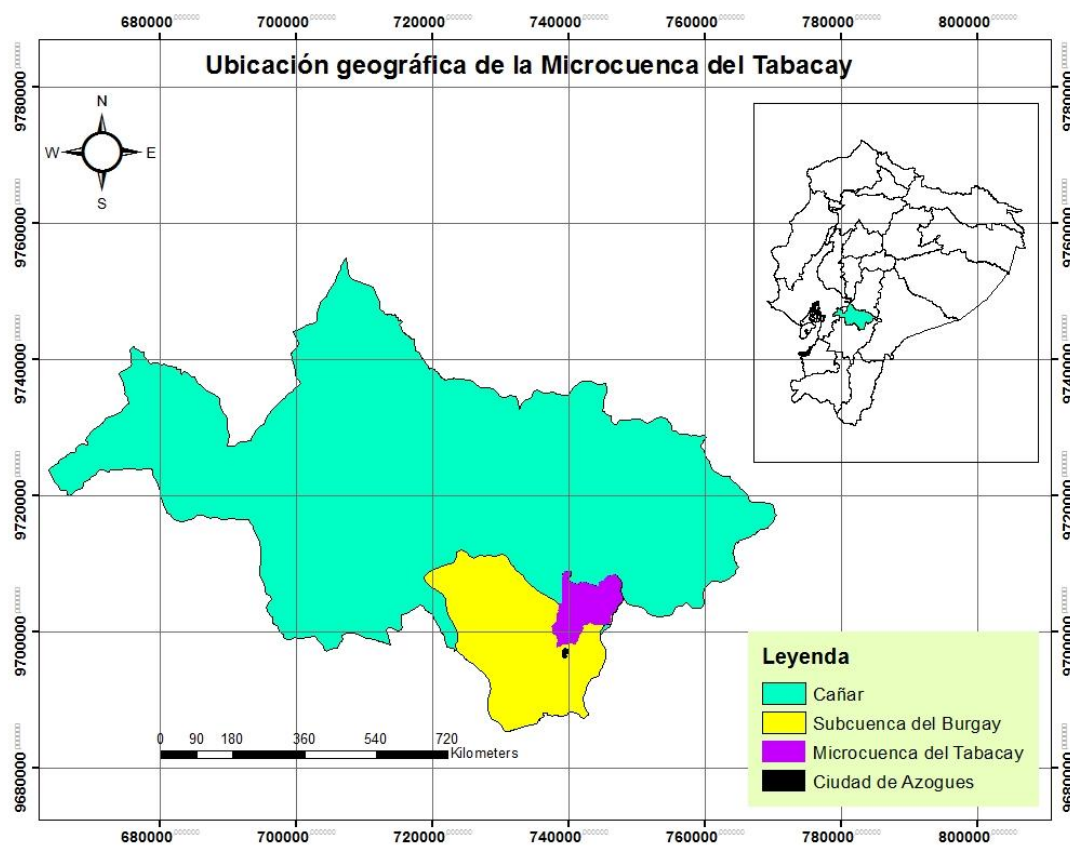 680000 700000 720000 740000 760000 780000 800000
Ubicación geográfica de la Microcuenca del Tabacay
N
W E
S
9780000 9780000
9760000 9760000
9740000 9740000
9720000 9720000
9700000 9700000
9680000 9680000
Leyenda
Cañar
Subcuenca del Burgay
Microcuenca del Tabacay
Ciudad de Azogues
0 90 180 360 540 720
Kilometers
680000 700000 720000 740000 760000 780000 800000